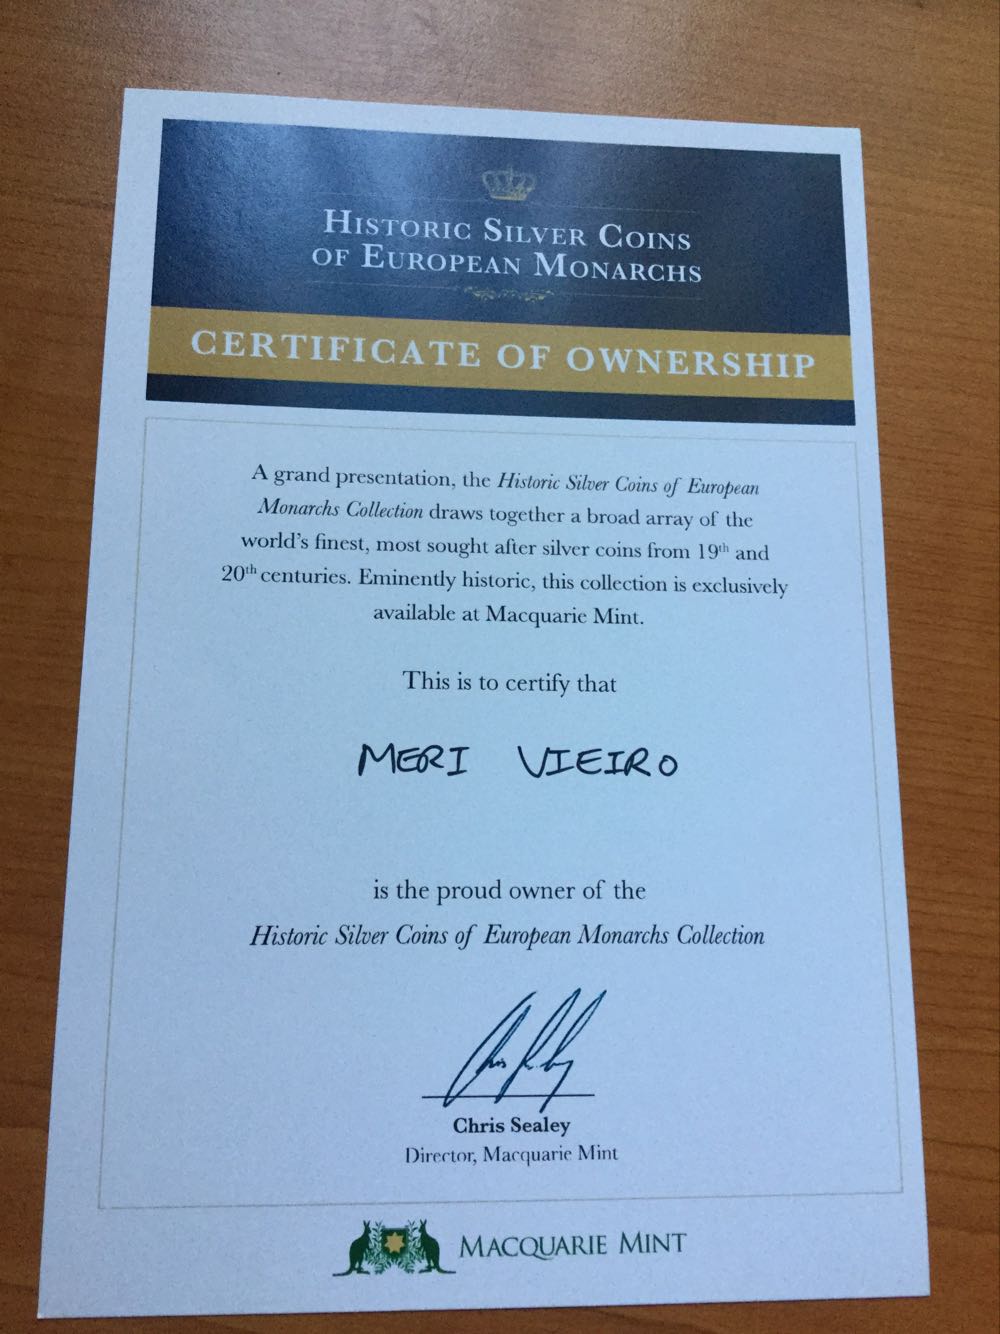 HISTORIC SILVER COINS
OF EUROPEAN MONARCHS
CERTIFICATE OF OWNERSHIP
A grand presentation, the Historic Silver Coins of European
Monarchs Collection draws together a broad array of the
world's finest, most sought after silver coins from 19th and
20th centuries. Eminently historic, this collection is exclusively
available at Macquarie Mint.
This is to certify that
MERI VIEIRO
is the proud owner of the
Historic Silver Coins of European Monarchs Collection
Chris Sealey
Director, Macquarie Mint
MACQUARIE MINT